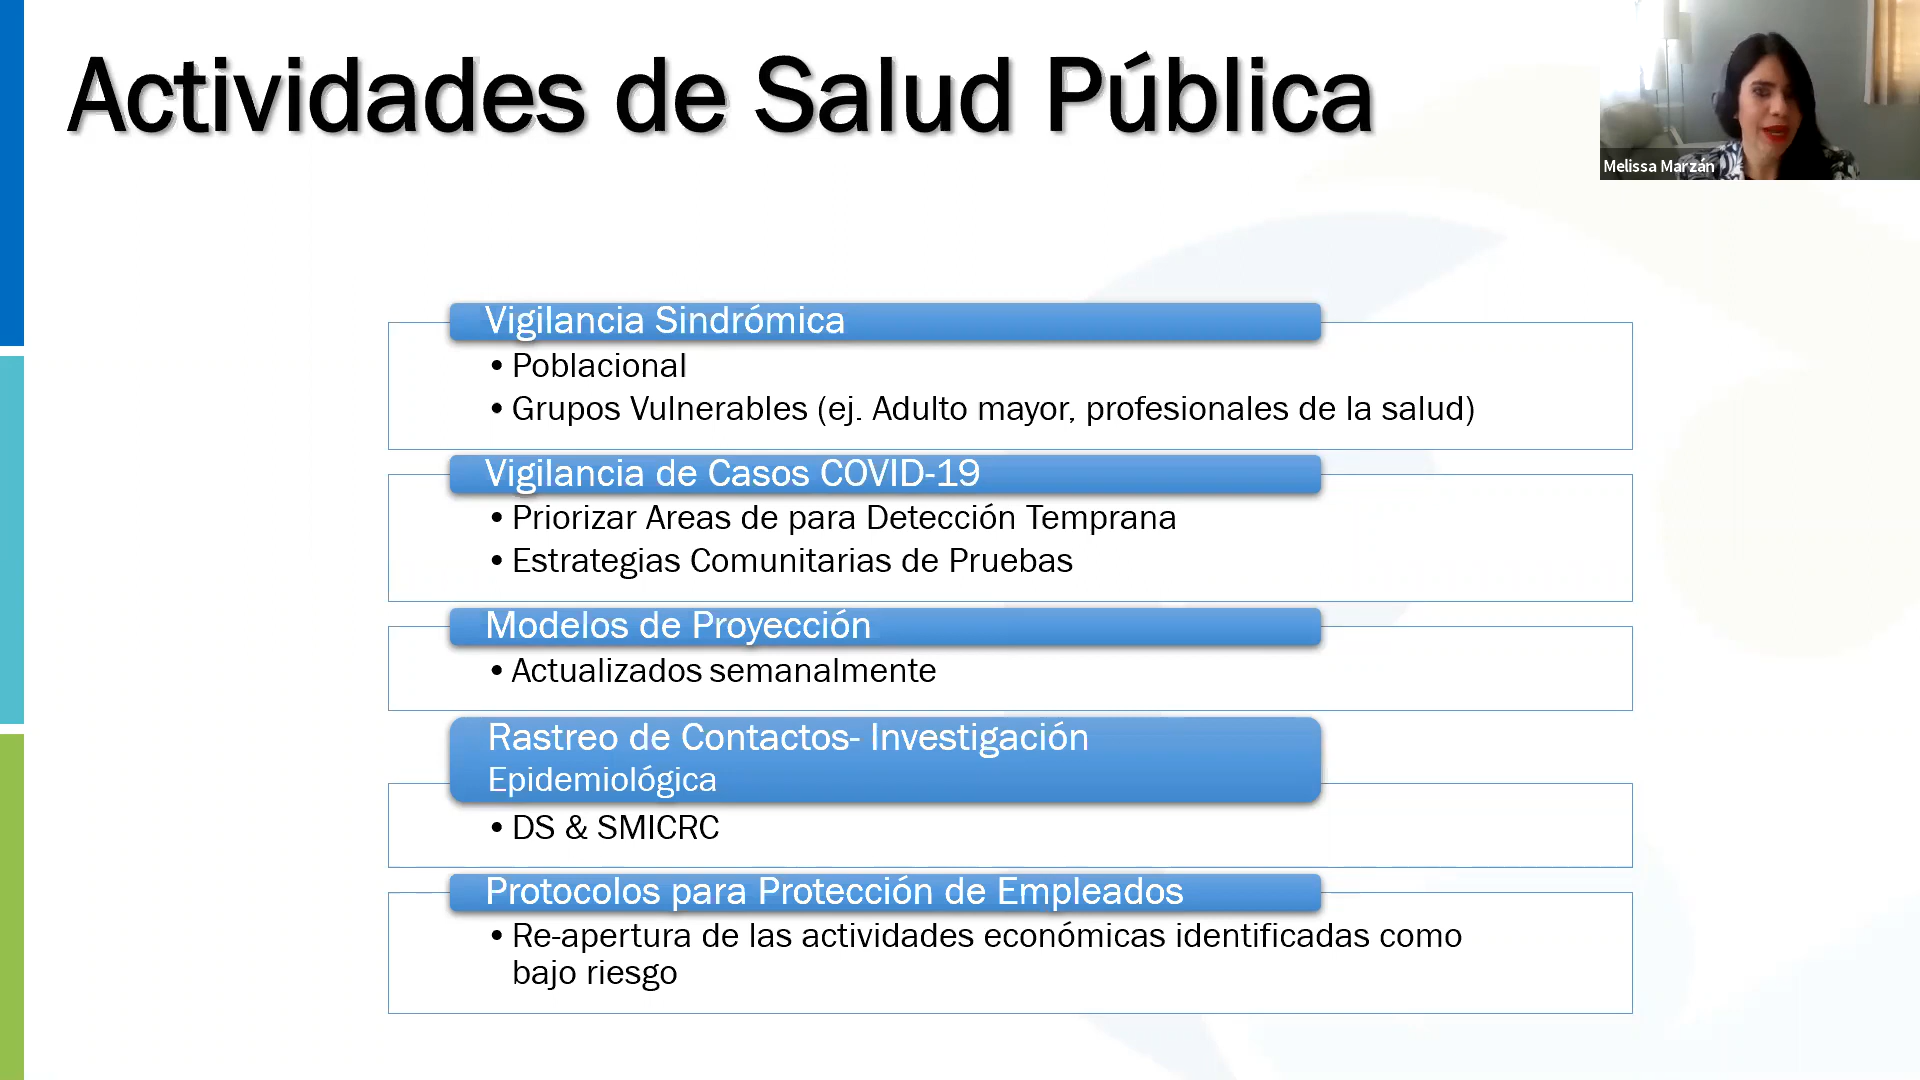 Actividades de Salud Pública
Melissa Marzán
Vigilancia Sindrómica
• Poblacional
• Grupos Vulnerables (ej. Adulto mayor, profesionales de la salud)
Vigilancia de Casos COVID-19
• Priorizar Areas de para Detección Temprana
• Estrategias Comunitarias de Pruebas
Modelos de Proyección
• Actualizados semanalmente
Rastreo de Contactos- Investigación
Epidemiológica
• DS & SMICRC
Protocolos para Protección de Empleados
• Re-apertura de las actividades económicas identificadas como
bajo riesgo